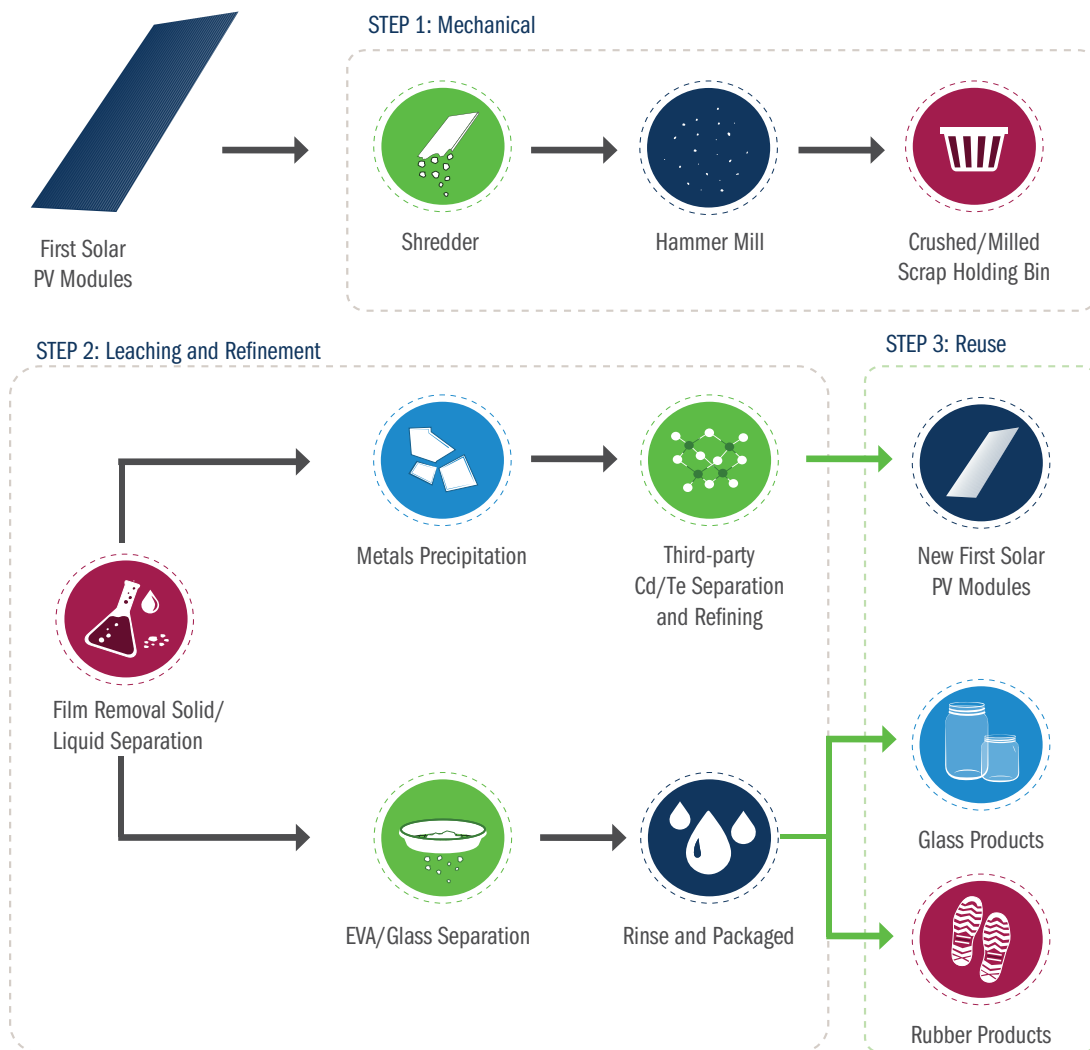 STEP 1: Mechanical
First Solar
PV Modules
Shredder
Hammer Mill
Crushed/Milled
Scrap Holding Bin
STEP 2: Leaching and Refinement
STEP 3: Reuse
Film Removal Solid/
Liquid Separation
Metals Precipitation
Third-party
Cd/Te Separation
and Refining
New First Solar
PV Modules
EVA/Glass Separation
Rinse and Packaged
Glass Products
Rubber Products